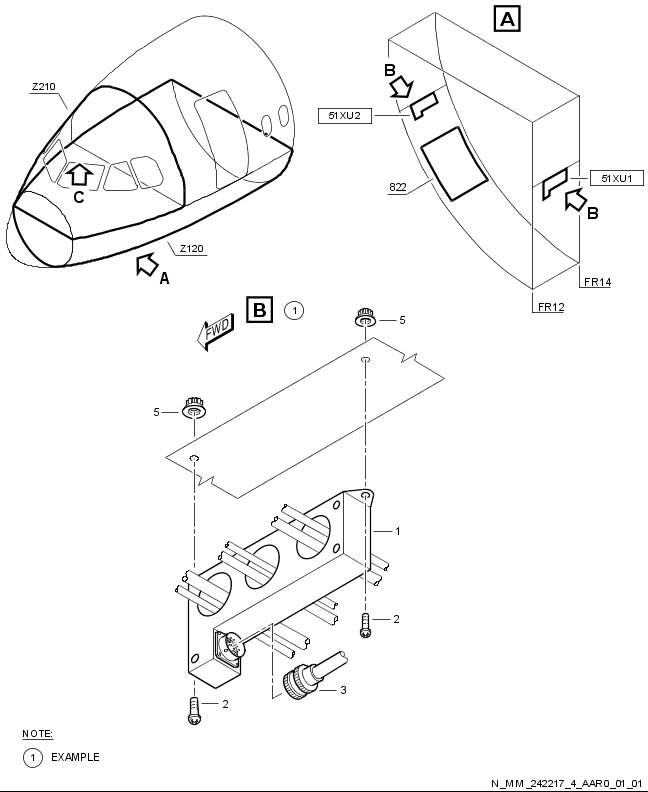 A
Z210
B
51XU2
C
822
51XU1
B
Z120
A
FR14
FR12
B
1
FWD
5
5
1
2
3
2
NOTE:
1 EXAMPLE
N_MM_242217_4_AAR0_01_01